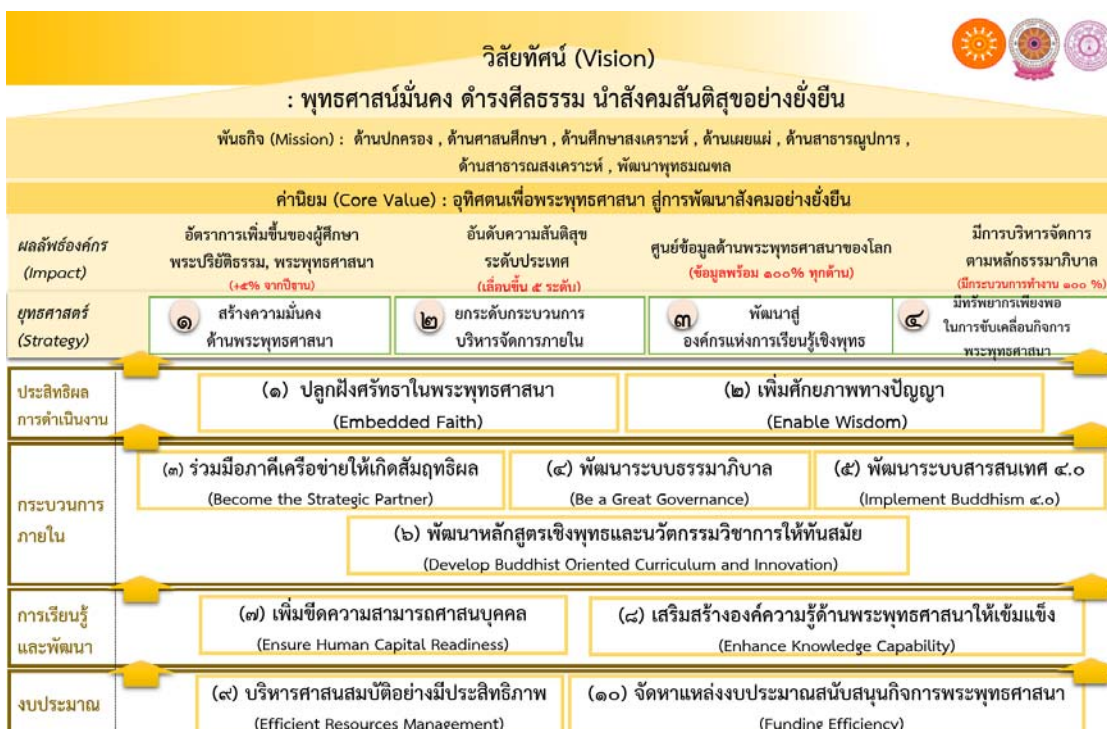 วิสัยทัศน์ (Vision)
: พุทธศาสน์มั่นคง ดำรงศีลธรรม นำสังคมสันติสุขอย่างยั่งยืน
พันธกิจ (Mission) : ด้านปกครอง , ด้านศาสนศึกษา , ด้านศึกษาสงเคราะห์ , ด้านเผยแผ่ , ด้านสาธารณูปการ ,
ด้านสาธารณสงเคราะห์ , พัฒนาพุทธมณฑล
ค่านิยม (Core Value) : อุทิศตนเพื่อพระพุทธศาสนา สู่การพัฒนาสังคมอย่างยั่งยืน
ผลลัพธ์องค์กร
(Impact)
อัตราการเพิ่มขึ้นของผู้ศึกษา
พระปริยัติธรรม, พระพุทธศาสนา
(+๕% จากปีฐาน)
อันดับความสันติสุข
ระดับประเทศ
(เลื่อนขึ้น ๕ ระดับ)
ศูนย์ข้อมูลด้านพระพุทธศาสนาของโลก
(ข้อมูลพร้อม ๑๐๐% ทุกด้าน)
มีการบริหารจัดการ
ตามหลักธรรมาภิบาล
(มีกระบวนการทำงาน ๑๐๐ %)
ยุทธศาสตร์
(Strategy)
๑ สร้างความมั่นคง
ด้านพระพุทธศาสนา
๒ ยกระดับกระบวนการ
บริหารจัดการภายใน
๓ พัฒนาสู่
องค์กรแห่งการเรียนรู้เชิงพุทธ
๔ มีทรัพยากรเพียงพอ
ในการขับเคลื่อนกิจการ
พระพุทธศาสนา
ประสิทธิผล
การดำเนินงาน
(๑) ปลูกฝังศรัทธาในพระพุทธศาสนา
(Embedded Faith)
(๒) เพิ่มศักยภาพทางปัญญา
(Enable Wisdom)
กระบวนการ
ภายใน
(๓) ร่วมมือภาคีเครือข่ายให้เกิดสัมฤทธิผล
(Become the Strategic Partner)
(๔) พัฒนาระบบธรรมาภิบาล
(Be a Great Governance)
(๕) พัฒนาระบบสารสนเทศ ๔.๐
(Implement Buddhism ๔.๐)
(๖) พัฒนาหลักสูตรเชิงพุทธและนวัตกรรมวิชาการให้ทันสมัย
(Develop Buddhist Oriented Curriculum and Innovation)
การเรียนรู้
และพัฒนา
(๗) เพิ่มขีดความสามารถศาสนบุคคล
(Ensure Human Capital Readiness)
(๘) เสริมสร้างองค์ความรู้ด้านพระพุทธศาสนาให้เข้มแข็ง
(Enhance Knowledge Capability)
งบประมาณ
(๙) บริหารศาสนสมบัติอย่างมีประสิทธิภาพ
(Efficient Resources Management)
(๑๐) จัดหาแหล่งงบประมาณสนับสนุนกิจการพระพุทธศาสนา
(Funding Efficiency)